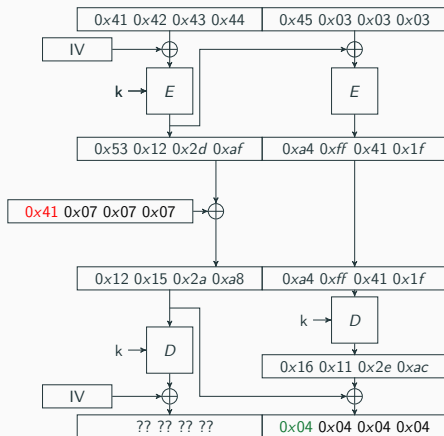 0x41 0x42 0x43 0x44 0x45 0x03 0x03 0x03
IV
k E E
0x53 0x12 0x2d 0xaf 0xa4 0xff 0x41 0x1f
0x41 0x07 0x07 0x07
0x12 0x15 0x2a 0xa8 0xa4 0xff 0x41 0x1f
k D
k D
0x16 0x11 0x2e 0xac
IV
?? ?? ?? ?? 0x04 0x04 0x04 0x04